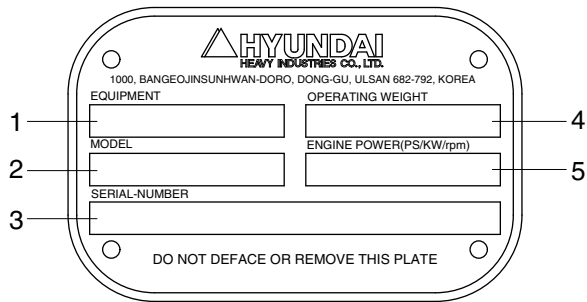 HYUNDAI
HEAVY INDUSTRIES CO., LTD.
1000, BANGEOJINSUNHWAN-DORO, DONG-GU, ULSAN 682-792, KOREA
EQUIPMENT OPERATING WEIGHT
1 4
MODEL ENGINE POWER(PS/KW/rpm)
2 5
SERIAL-NUMBER
3
DO NOT DEFACE OR REMOVE THIS PLATE